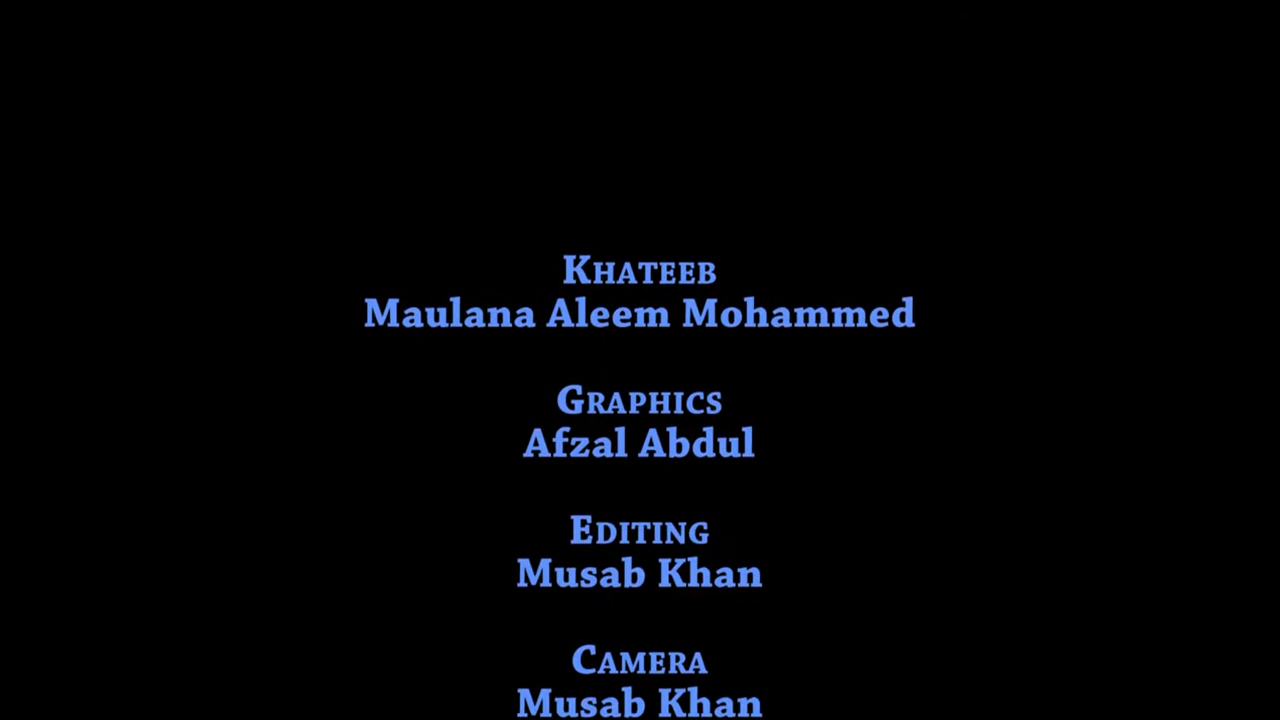 Khateeb
Maulana Aleem Mohammed
Graphics
Afzal Abdul
Editing
Musab Khan
Camera
Musab Khan